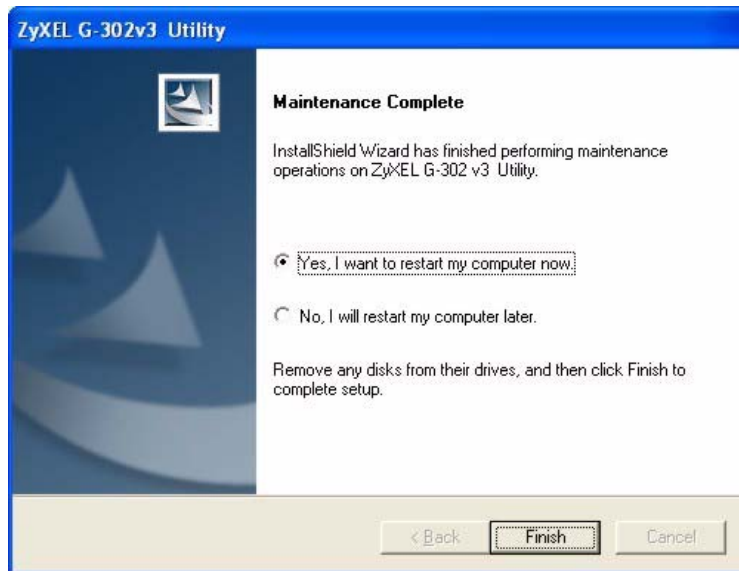 ZyXEL G-302v3 Utility
Maintenance Complete
InstallShield Wizard has finished performing maintenance
operations on ZyXEL G-302 v3 Utility.
Yes, I want to restart my computer now.
No, I will restart my computer later.
Remove any disks from their drives, and then click Finish to
complete setup.
< Back Finish Cancel